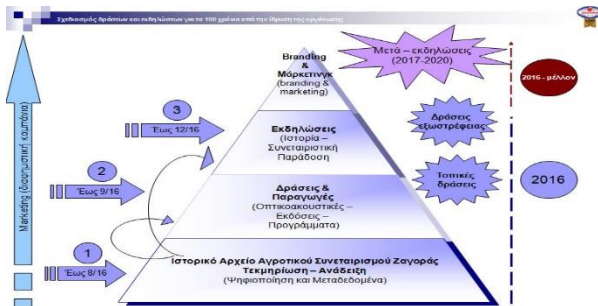 Σχεδιασμός δράσεων και εκδηλώσεων για τα 100 χρόνια από την ίδρυση της οργάνωσης
Branding
&
Μάρκετινγκ
(branding &
marketing)
Μετά – εκδηλώσεις
(2017-2020)
2016 - μέλλον
3
Έως 12/16
Εκδηλώσεις
(Ιστορία –
Συνεταιριστική
Παράδοση
Δράσεις
εξωστρέφειας
Τοπικές
δράσεις
2016
2
Έως 9/16
Δράσεις &
Παραγωγές
(Οπτικοακουστικές –
Εκδόσεις –
Προγράμματα)
1
Έως 8/16
Ιστορικό Αρχείο Αγροτικού Συνεταιρισμού Ζαγοράς
Τεκμηρίωση – Ανάδειξη
(Ψηφιοποίηση και Μεταδεδομένα)
Marketing (διαφημιστική καμπάνια)